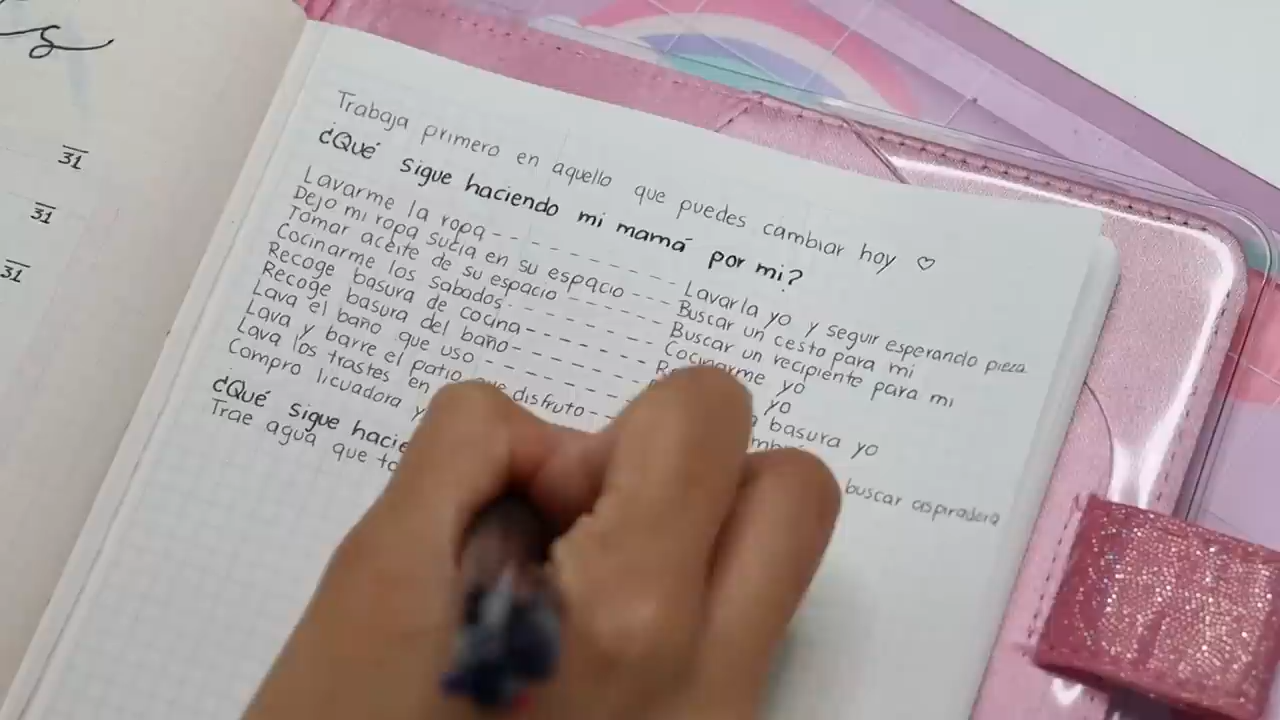 s
31
31
31
Trabaja primero en aquello que puedes cambiar hoy ♡
¿Qué sigue haciendo mi mamá por mi?
Lavarme la ropa - - - - - - - - Lavarla yo y seguir esperando pieza
Dejo mi ropa sucia en su espacio - - - Buscar un cesto para mi
Tomar aceite de su espacio - - - - - - Buscar un recipiente para mi
Cocinarme los sabados - - - - - - - Cocinarme yo
Recoge basura de cocina - - - - - - yo
Recoge basura del baño - - - - - - basura yo
Lava el baño que uso - - - - - - -
Lava y barre el patio que disfruto - - buscar aspiradora
Lava los trastes en
Compro licuadora y
¿Qué sigue
Trae agua que